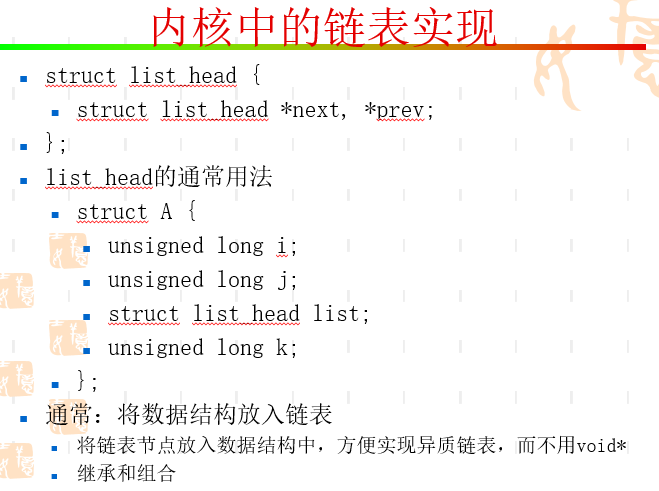 内核中的链表实现
struct list_head {
struct list_head *next, *prev;
};
list_head的通常用法
struct A {
unsigned long i;
unsigned long j;
struct list_head list;
unsigned long k;
};
通常：将数据结构放入链表
将链表节点放入数据结构中，方便实现异质链表，而不用void*
继承和组合